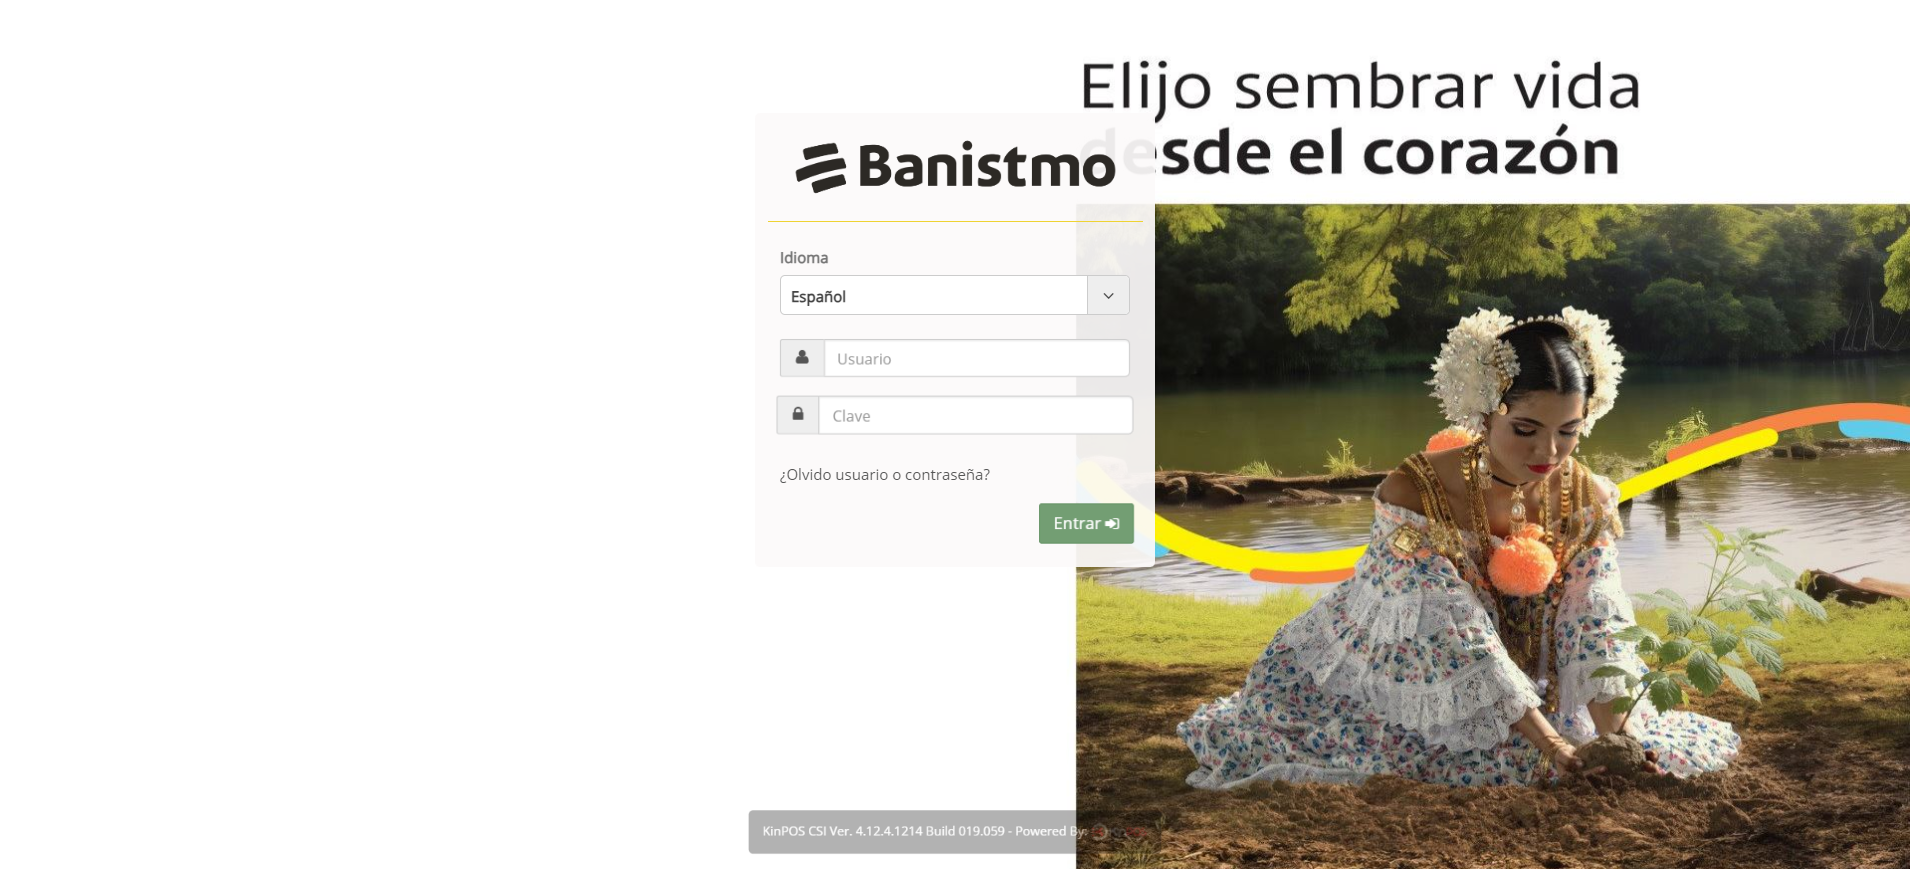 Elijo sembrar vida
desde el corazón
Banistmo
Idioma
Español
Usuario
Clave
¿Olvido usuario o contraseña?
Entrar
KinPOS CSI Ver. 4.12.4.1214 Build 019.059 - Powered By: